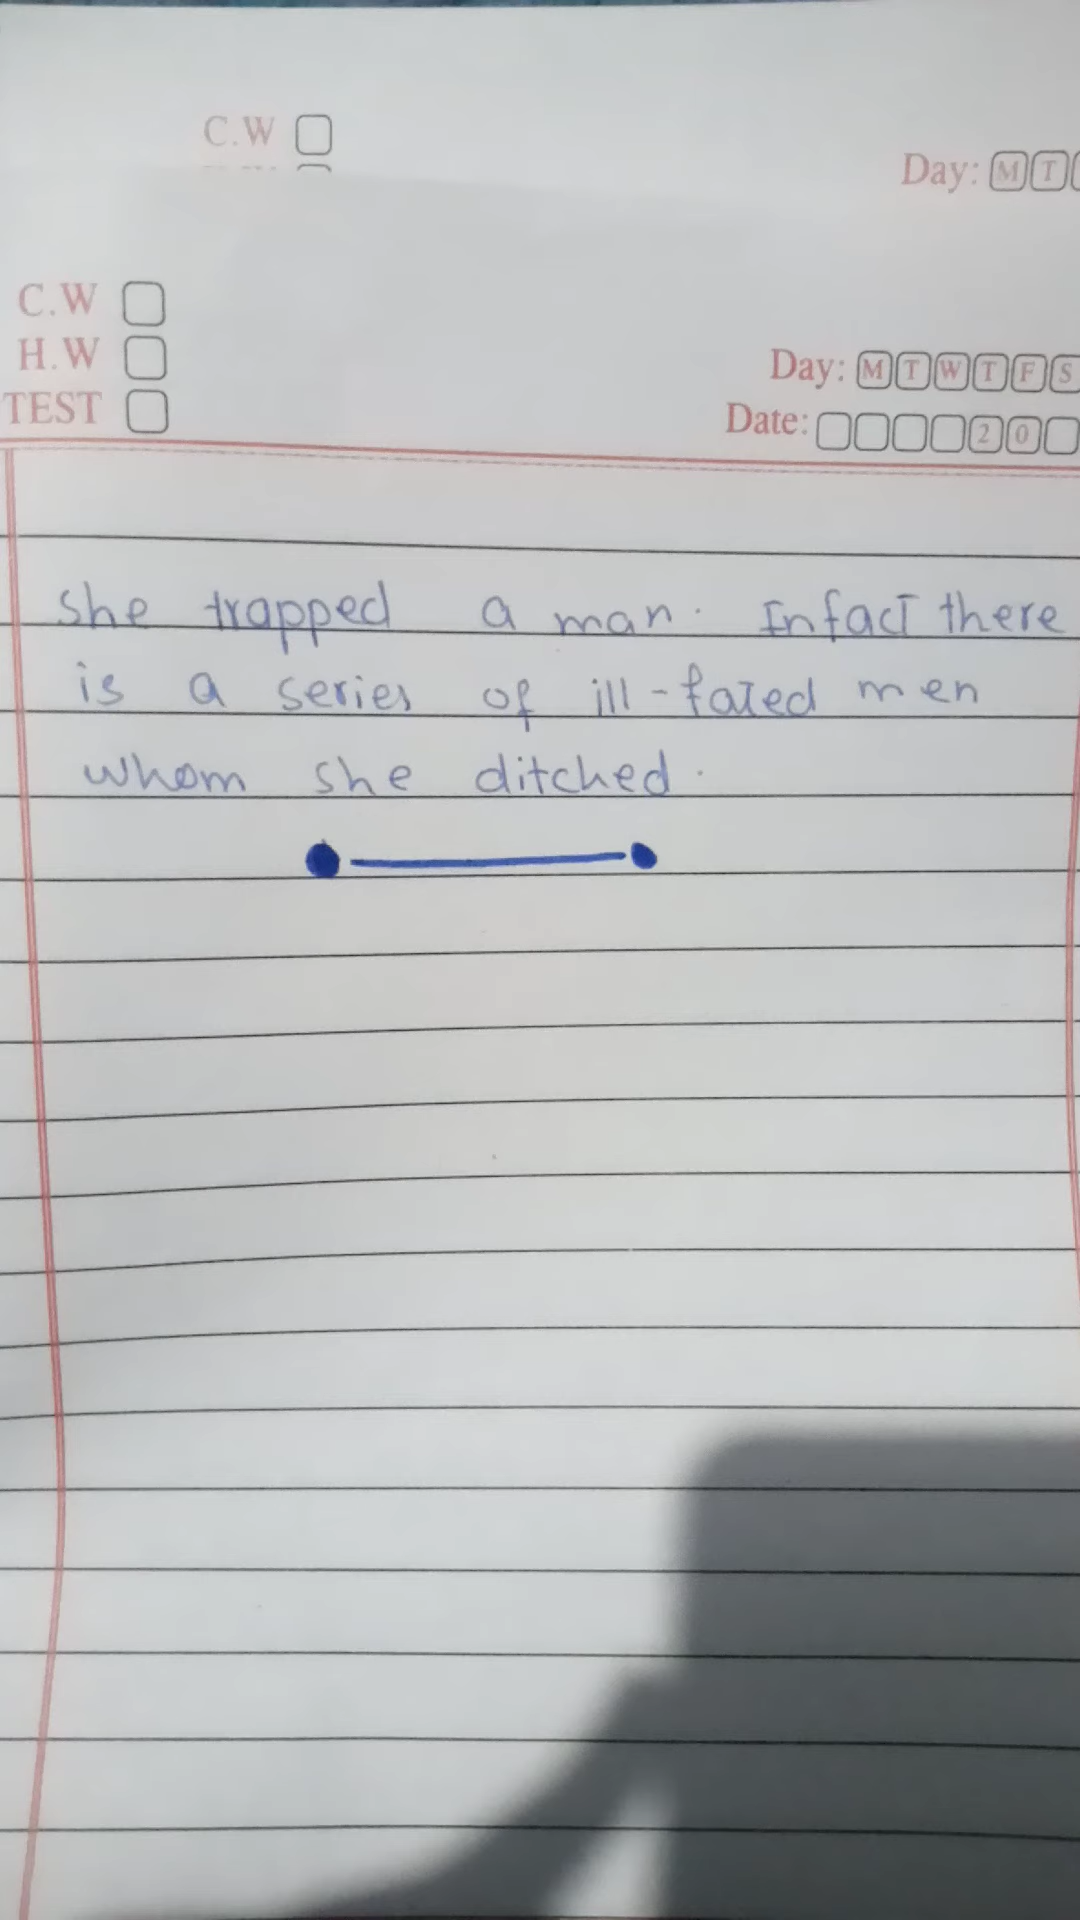 C.W
Day: M T
C.W
H.W
TEST
Day: M T W T F S
Date: 2 0
She trapped a man. Infact there
is a series of ill-fated men
whom she ditched.